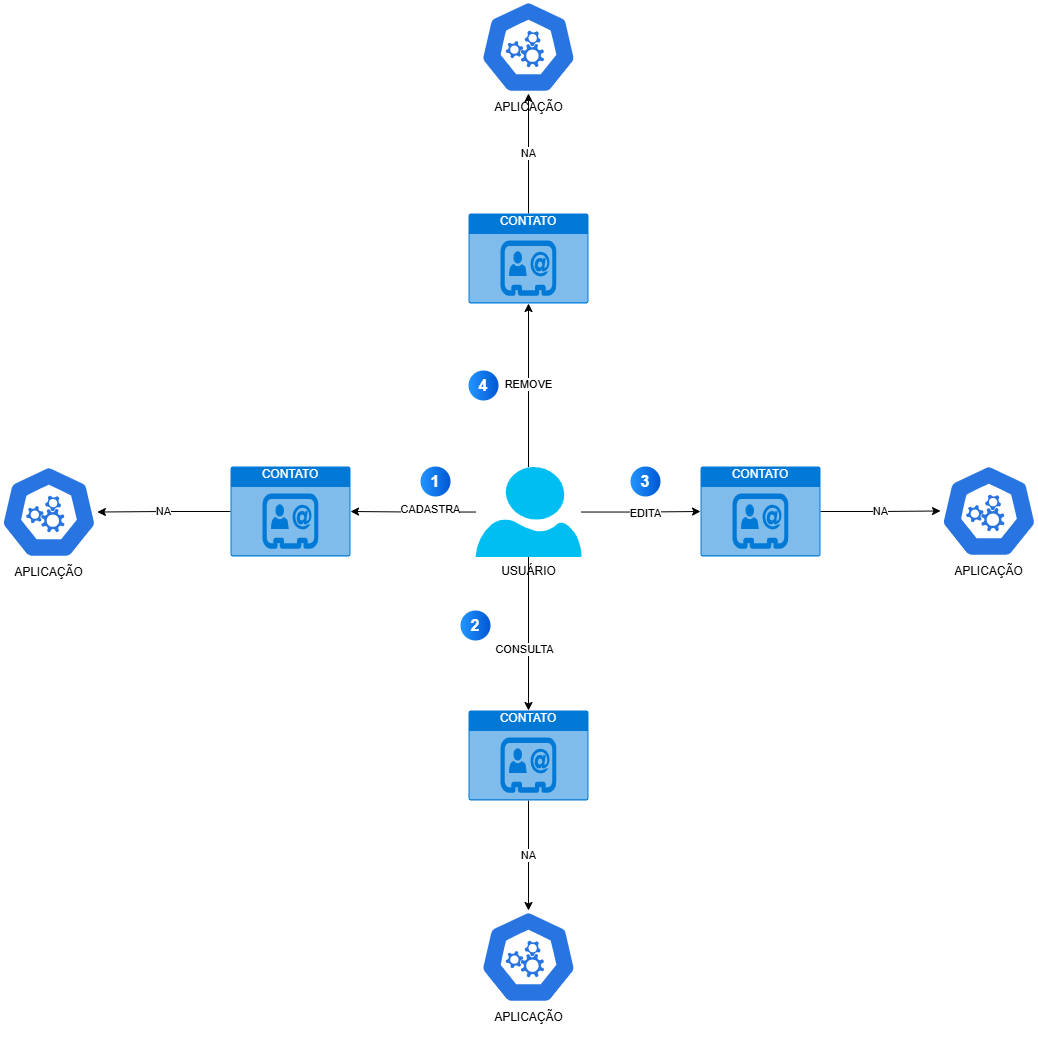 APLICAÇÃO
NA
CONTATO
@
4
REMOVE
CONTATO
@
1
3
CONTATO
@
NA
CADASTRA
EDITA
NA
APLICAÇÃO
USUÁRIO
APLICAÇÃO
2
CONSULTA
CONTATO
@
NA
APLICAÇÃO